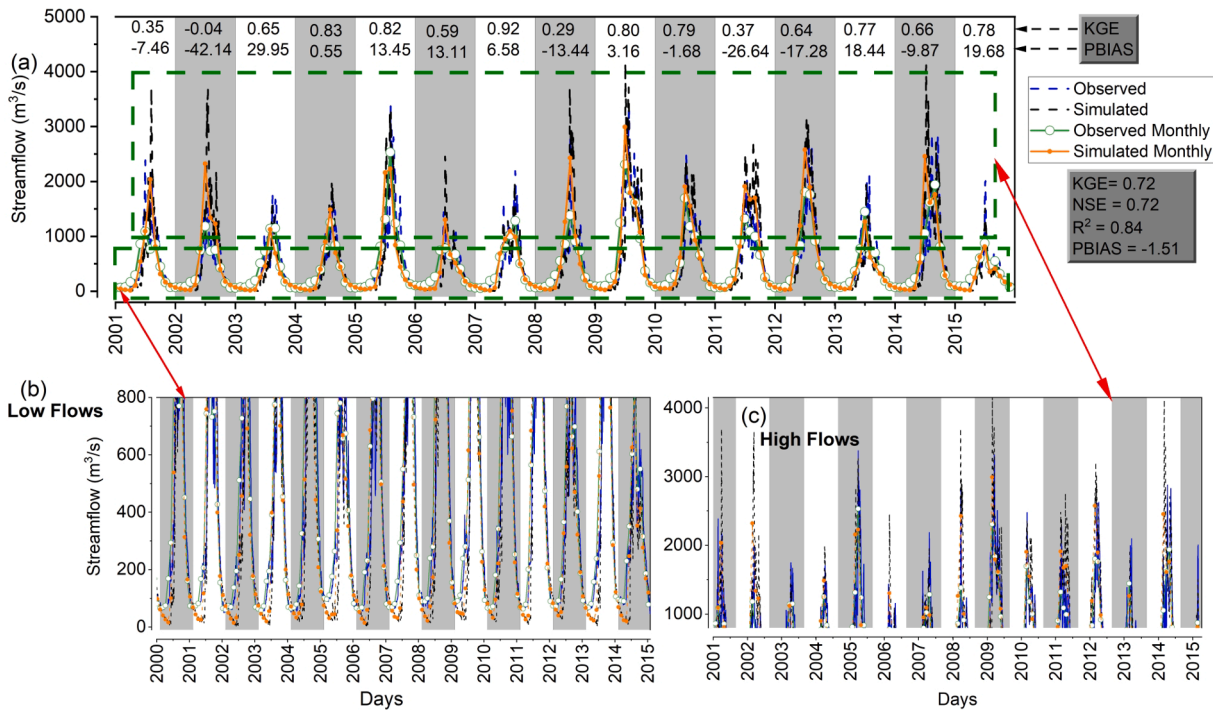 0.35 -0.04 0.65 0.83 0.82 0.59 0.92 0.29 0.80 0.79 0.37 0.64 0.77 0.66 0.78
KGE
-7.46 -42.14 29.95 0.55 13.45 13.11 6.58 -13.44 3.16 -1.68 -26.64 -17.28 18.44 -9.87 19.68
PBIAS
(a)
Streamflow (m³/s)
5000
4000
3000
2000
1000
0
2001 2002 2003 2004 2005 2006 2007 2008 2009 2010 2011 2012 2013 2014 2015
Observed
Simulated
Observed Monthly
Simulated Monthly
KGE= 0.72
NSE = 0.72
R² = 0.84
PBIAS = -1.51
(b)
Low Flows
Streamflow (m³/s)
800
600
400
200
0
2000 2001 2002 2003 2004 2005 2006 2007 2008 2009 2010 2011 2012 2013 2014 2015
Days
(c)
High Flows
4000
3000
2000
1000
2001 2002 2003 2004 2005 2006 2007 2008 2009 2010 2011 2012 2013 2014 2015
Days